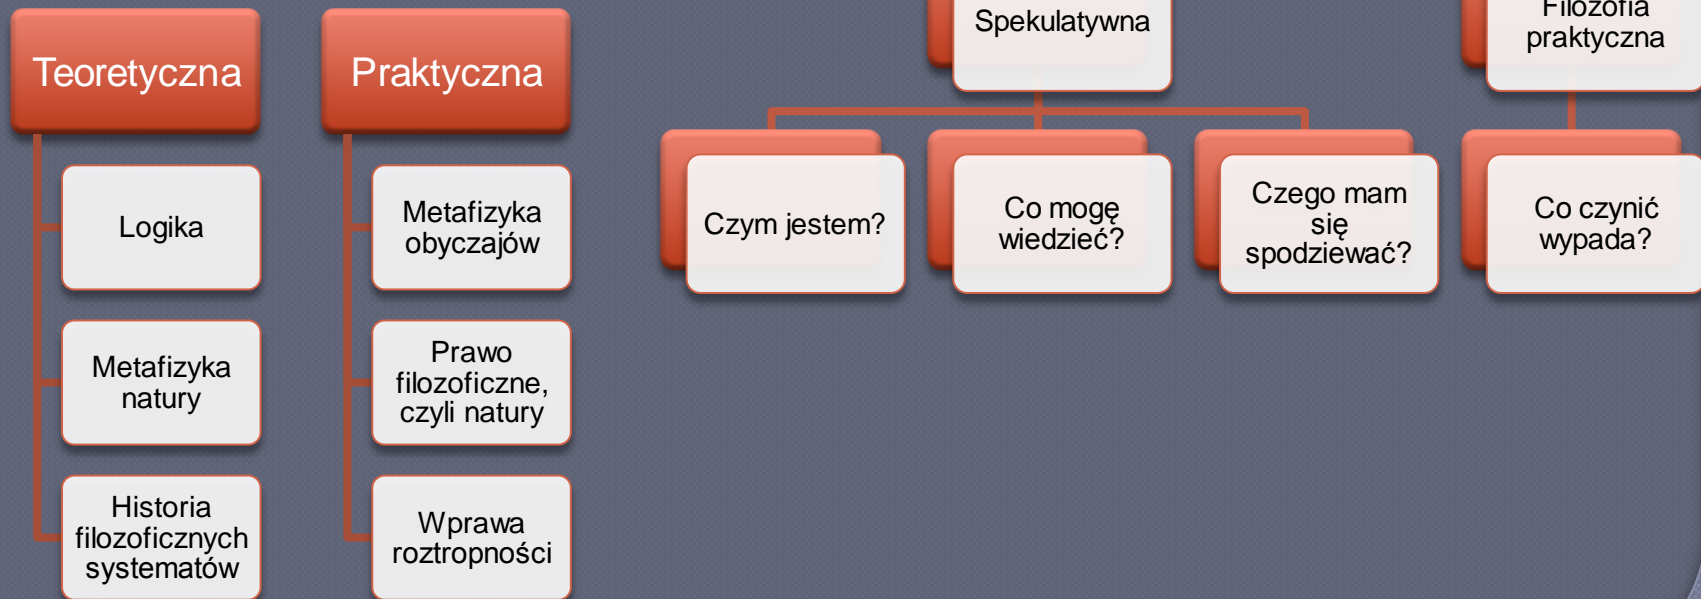 Teoretyczna
Logika
Metafizyka
natury
Historia
filozoficznych
systematów
Praktyczna
Metafizyka
obyczajów
Prawo
filozoficzne,
czyli natury
Wprawa
roztropności
Spekulatywna
Czym jestem?
Co mogę
wiedzieć?
Czego mam
się
spodziewać?
Filozofia
praktyczna
Co czynić
wypada?